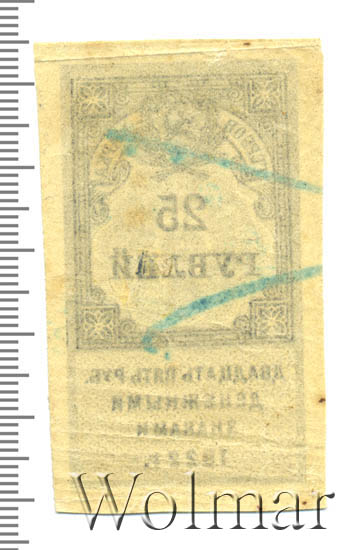 25
РУБЛЕЙ
ДВАДЦАТЬ ПЯТЬ РУБ.
ДЕНЕЖНЫМИ
ЗНАКАМИ
1922 г.
Wolmar